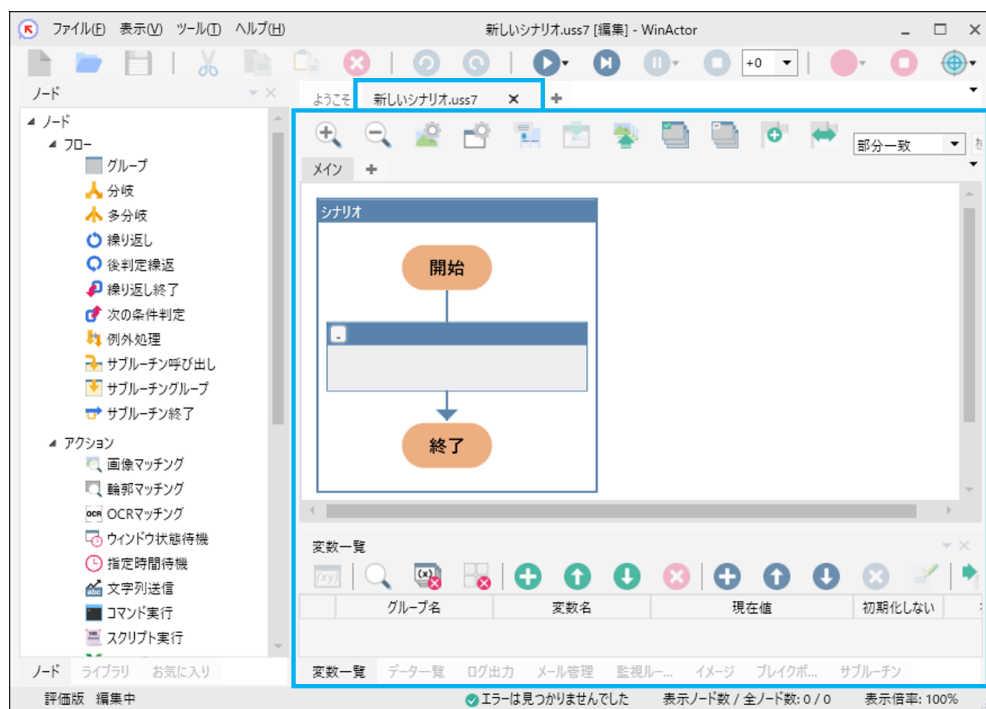 ファイル(F) 表示(V) ツール(T) ヘルプ(H) 新しいシナリオ.uss7 [編集] - WinActor
+0
ノード
ようこそ 新しいシナリオ.uss7
ノード
フロー
グループ
分岐
多分岐
繰り返し
後判定繰返
繰り返し終了
次の条件判定
例外処理
サブルーチン呼び出し
サブルーチングループ
サブルーチン終了
アクション
画像マッチング
輪郭マッチング
OCR OCRマッチング
ウィンドウ状態待機
指定時間待機
文字列送信
コマンド実行
スクリプト実行
ノード ライブラリ お気に入り
部分一致
メイン
シナリオ
開始
終了
変数一覧
グループ名 変数名 現在値 初期化しない
変数一覧 データ一覧 ログ出力 メール管理 監視ルー... イメージ ブレイクポ... サブルーチン
評価版 編集中 エラーは見つかりませんでした 表示ノード数 / 全ノード数: 0 / 0 表示倍率: 100%